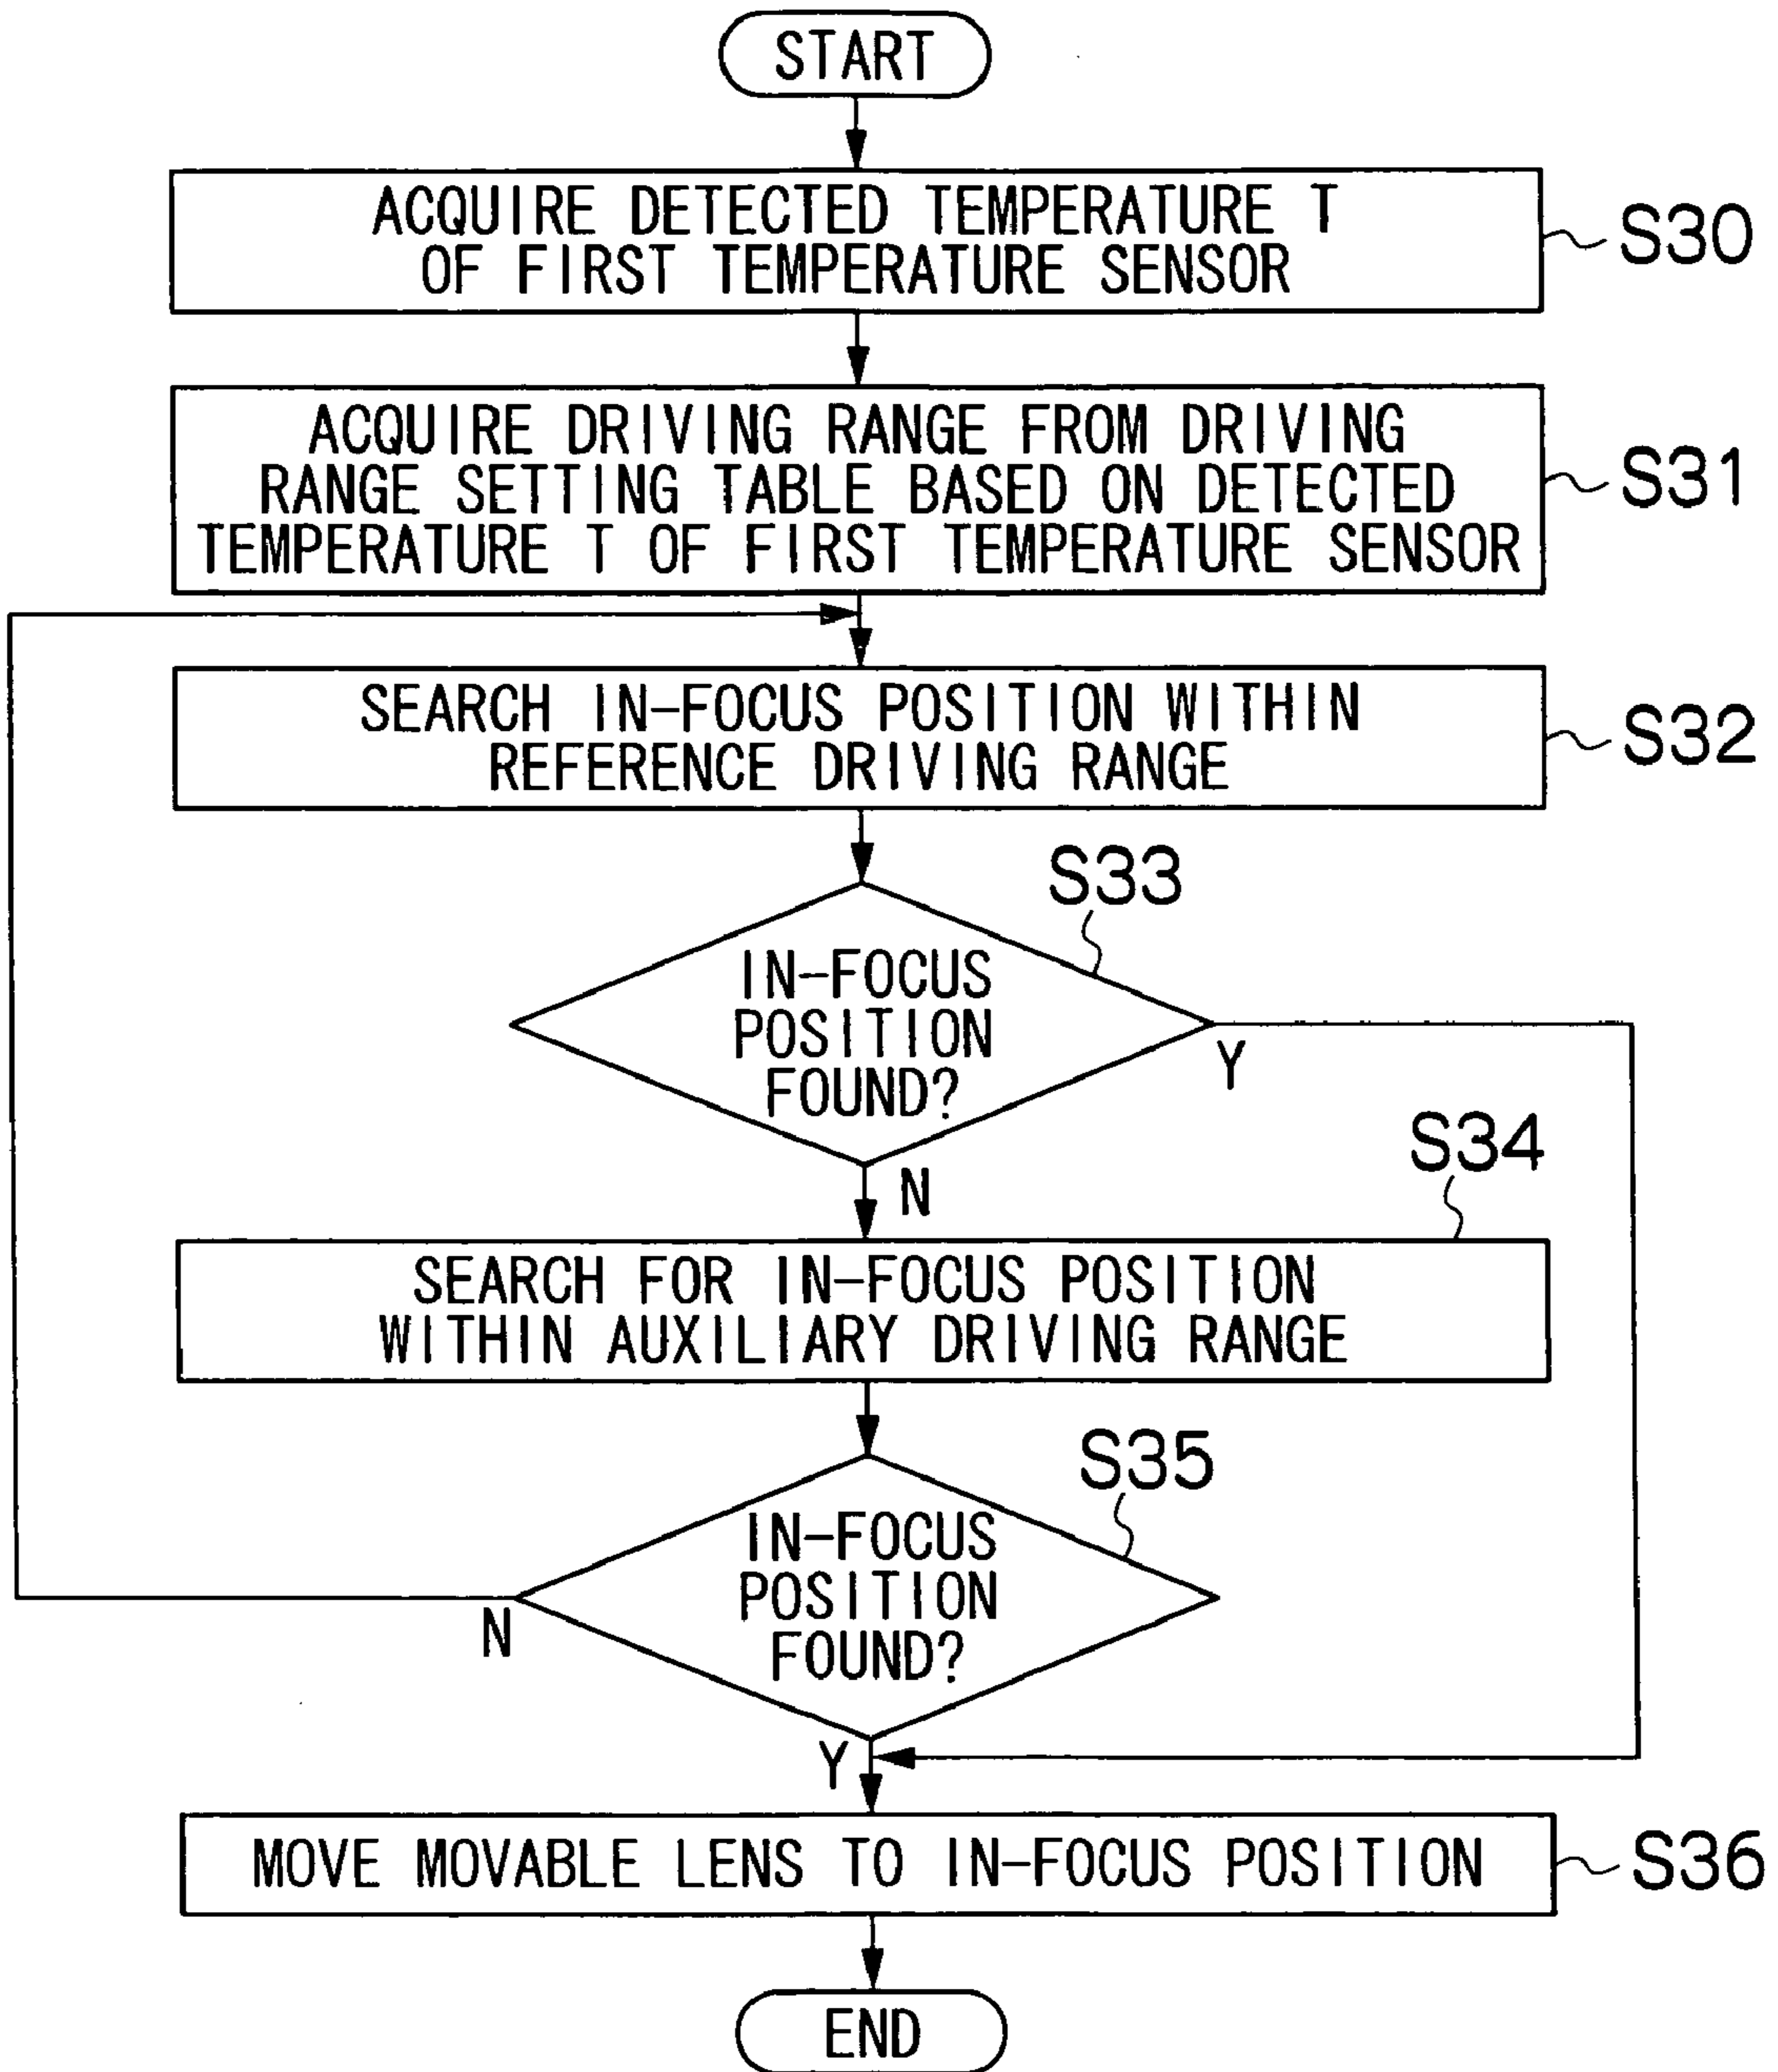 START
ACQUIRE DETECTED TEMPERATURE T
OF FIRST TEMPERATURE SENSOR
S30
ACQUIRE DRIVING RANGE FROM DRIVING
RANGE SETTING TABLE BASED ON DETECTED
TEMPERATURE T OF FIRST TEMPERATURE SENSOR
S31
SEARCH IN-FOCUS POSITION WITHIN
REFERENCE DRIVING RANGE
S32
S33
IN-FOCUS
POSITION
FOUND?
Y
N
S34
SEARCH FOR IN-FOCUS POSITION
WITHIN AUXILIARY DRIVING RANGE
S35
IN-FOCUS
POSITION
FOUND?
N
Y
MOVE MOVABLE LENS TO IN-FOCUS POSITION
S36
END